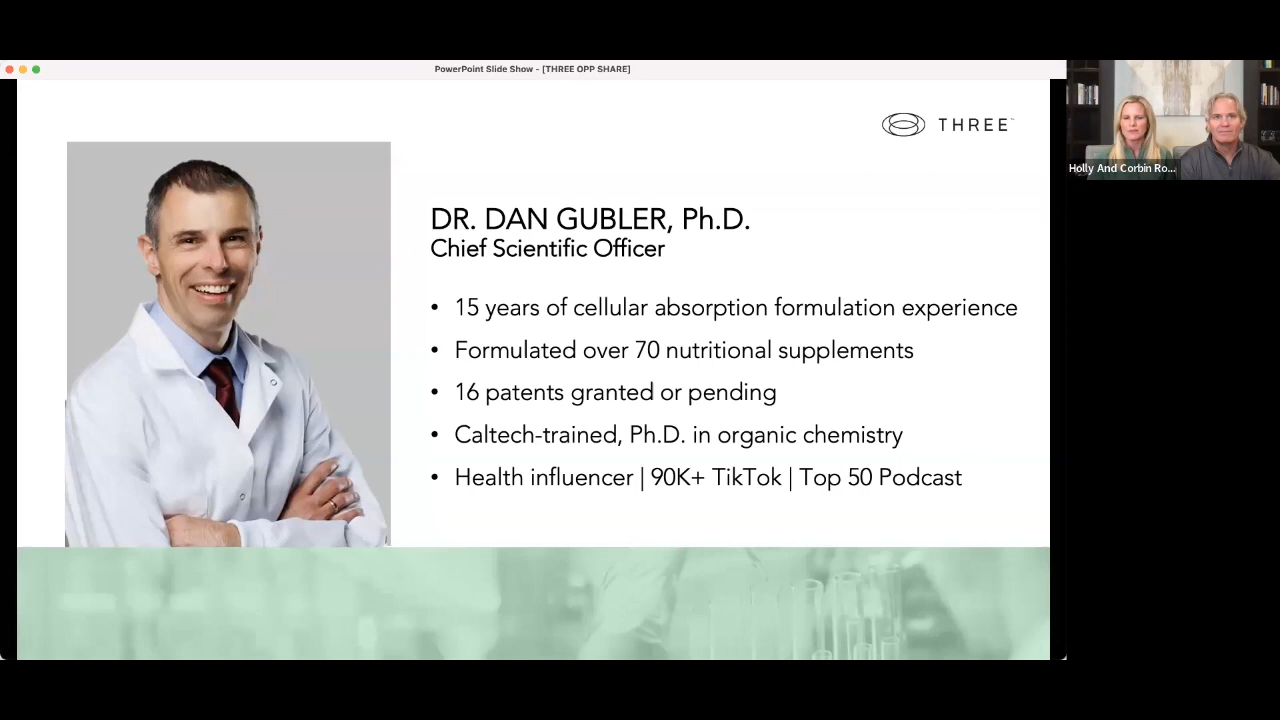 PowerPoint Slide Show - [THREE OPP SHARE]
THREE™
Holly And Corbin Ro...
DR. DAN GUBLER, Ph.D.
Chief Scientific Officer
• 15 years of cellular absorption formulation experience
• Formulated over 70 nutritional supplements
• 16 patents granted or pending
• Caltech-trained, Ph.D. in organic chemistry
• Health influencer | 90K+ TikTok | Top 50 Podcast